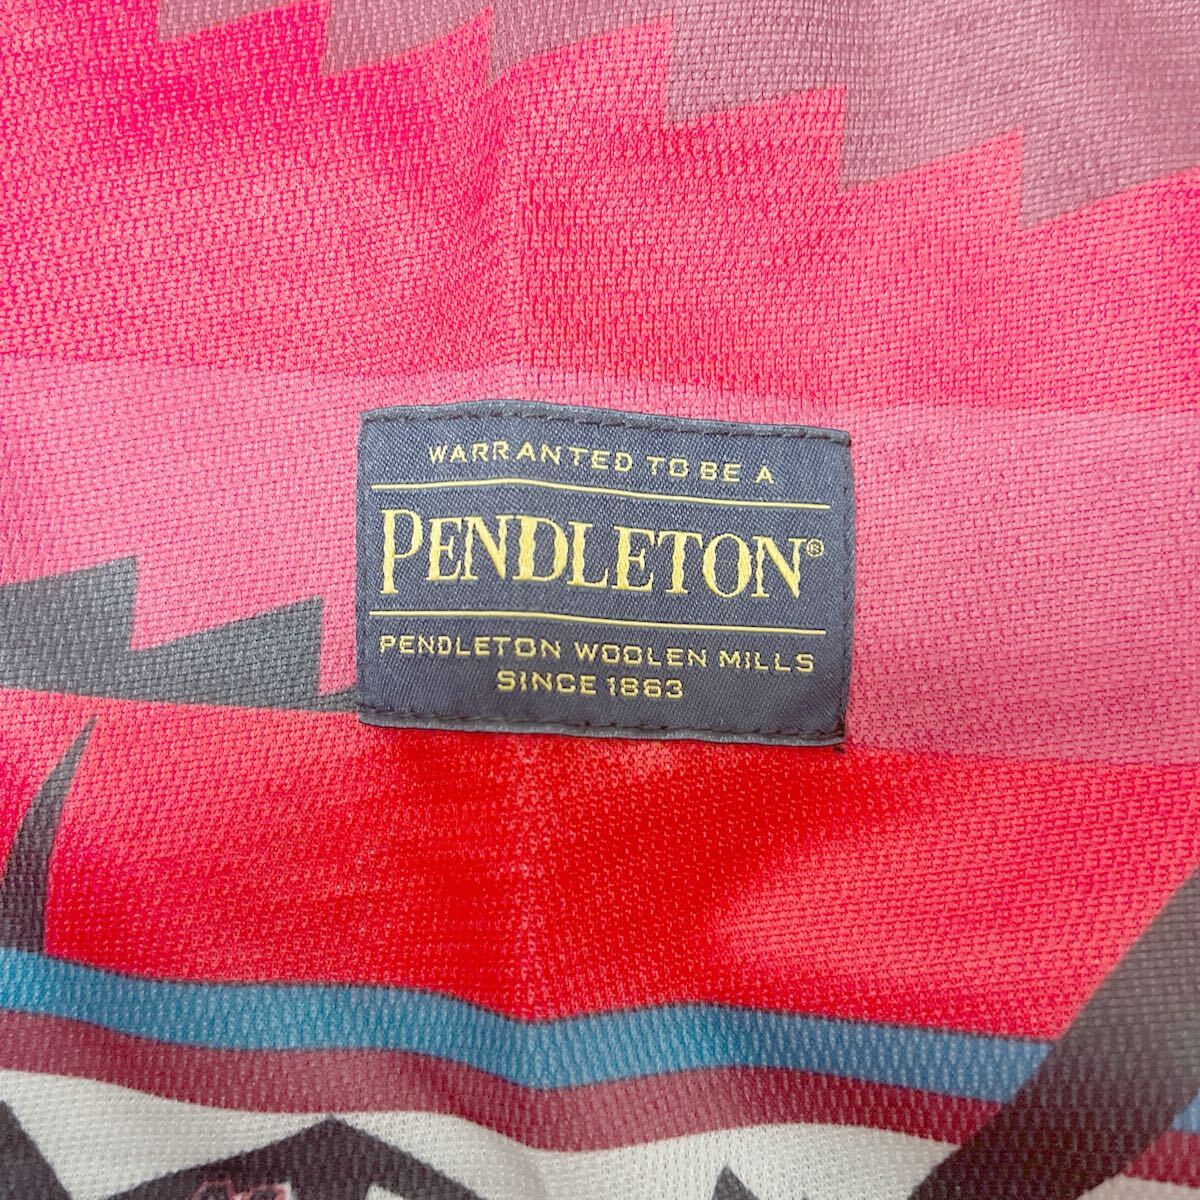 WARRANTED TO BE A
PENDLETON®
PENDLETON WOOLEN MILLS
SINCE 1863